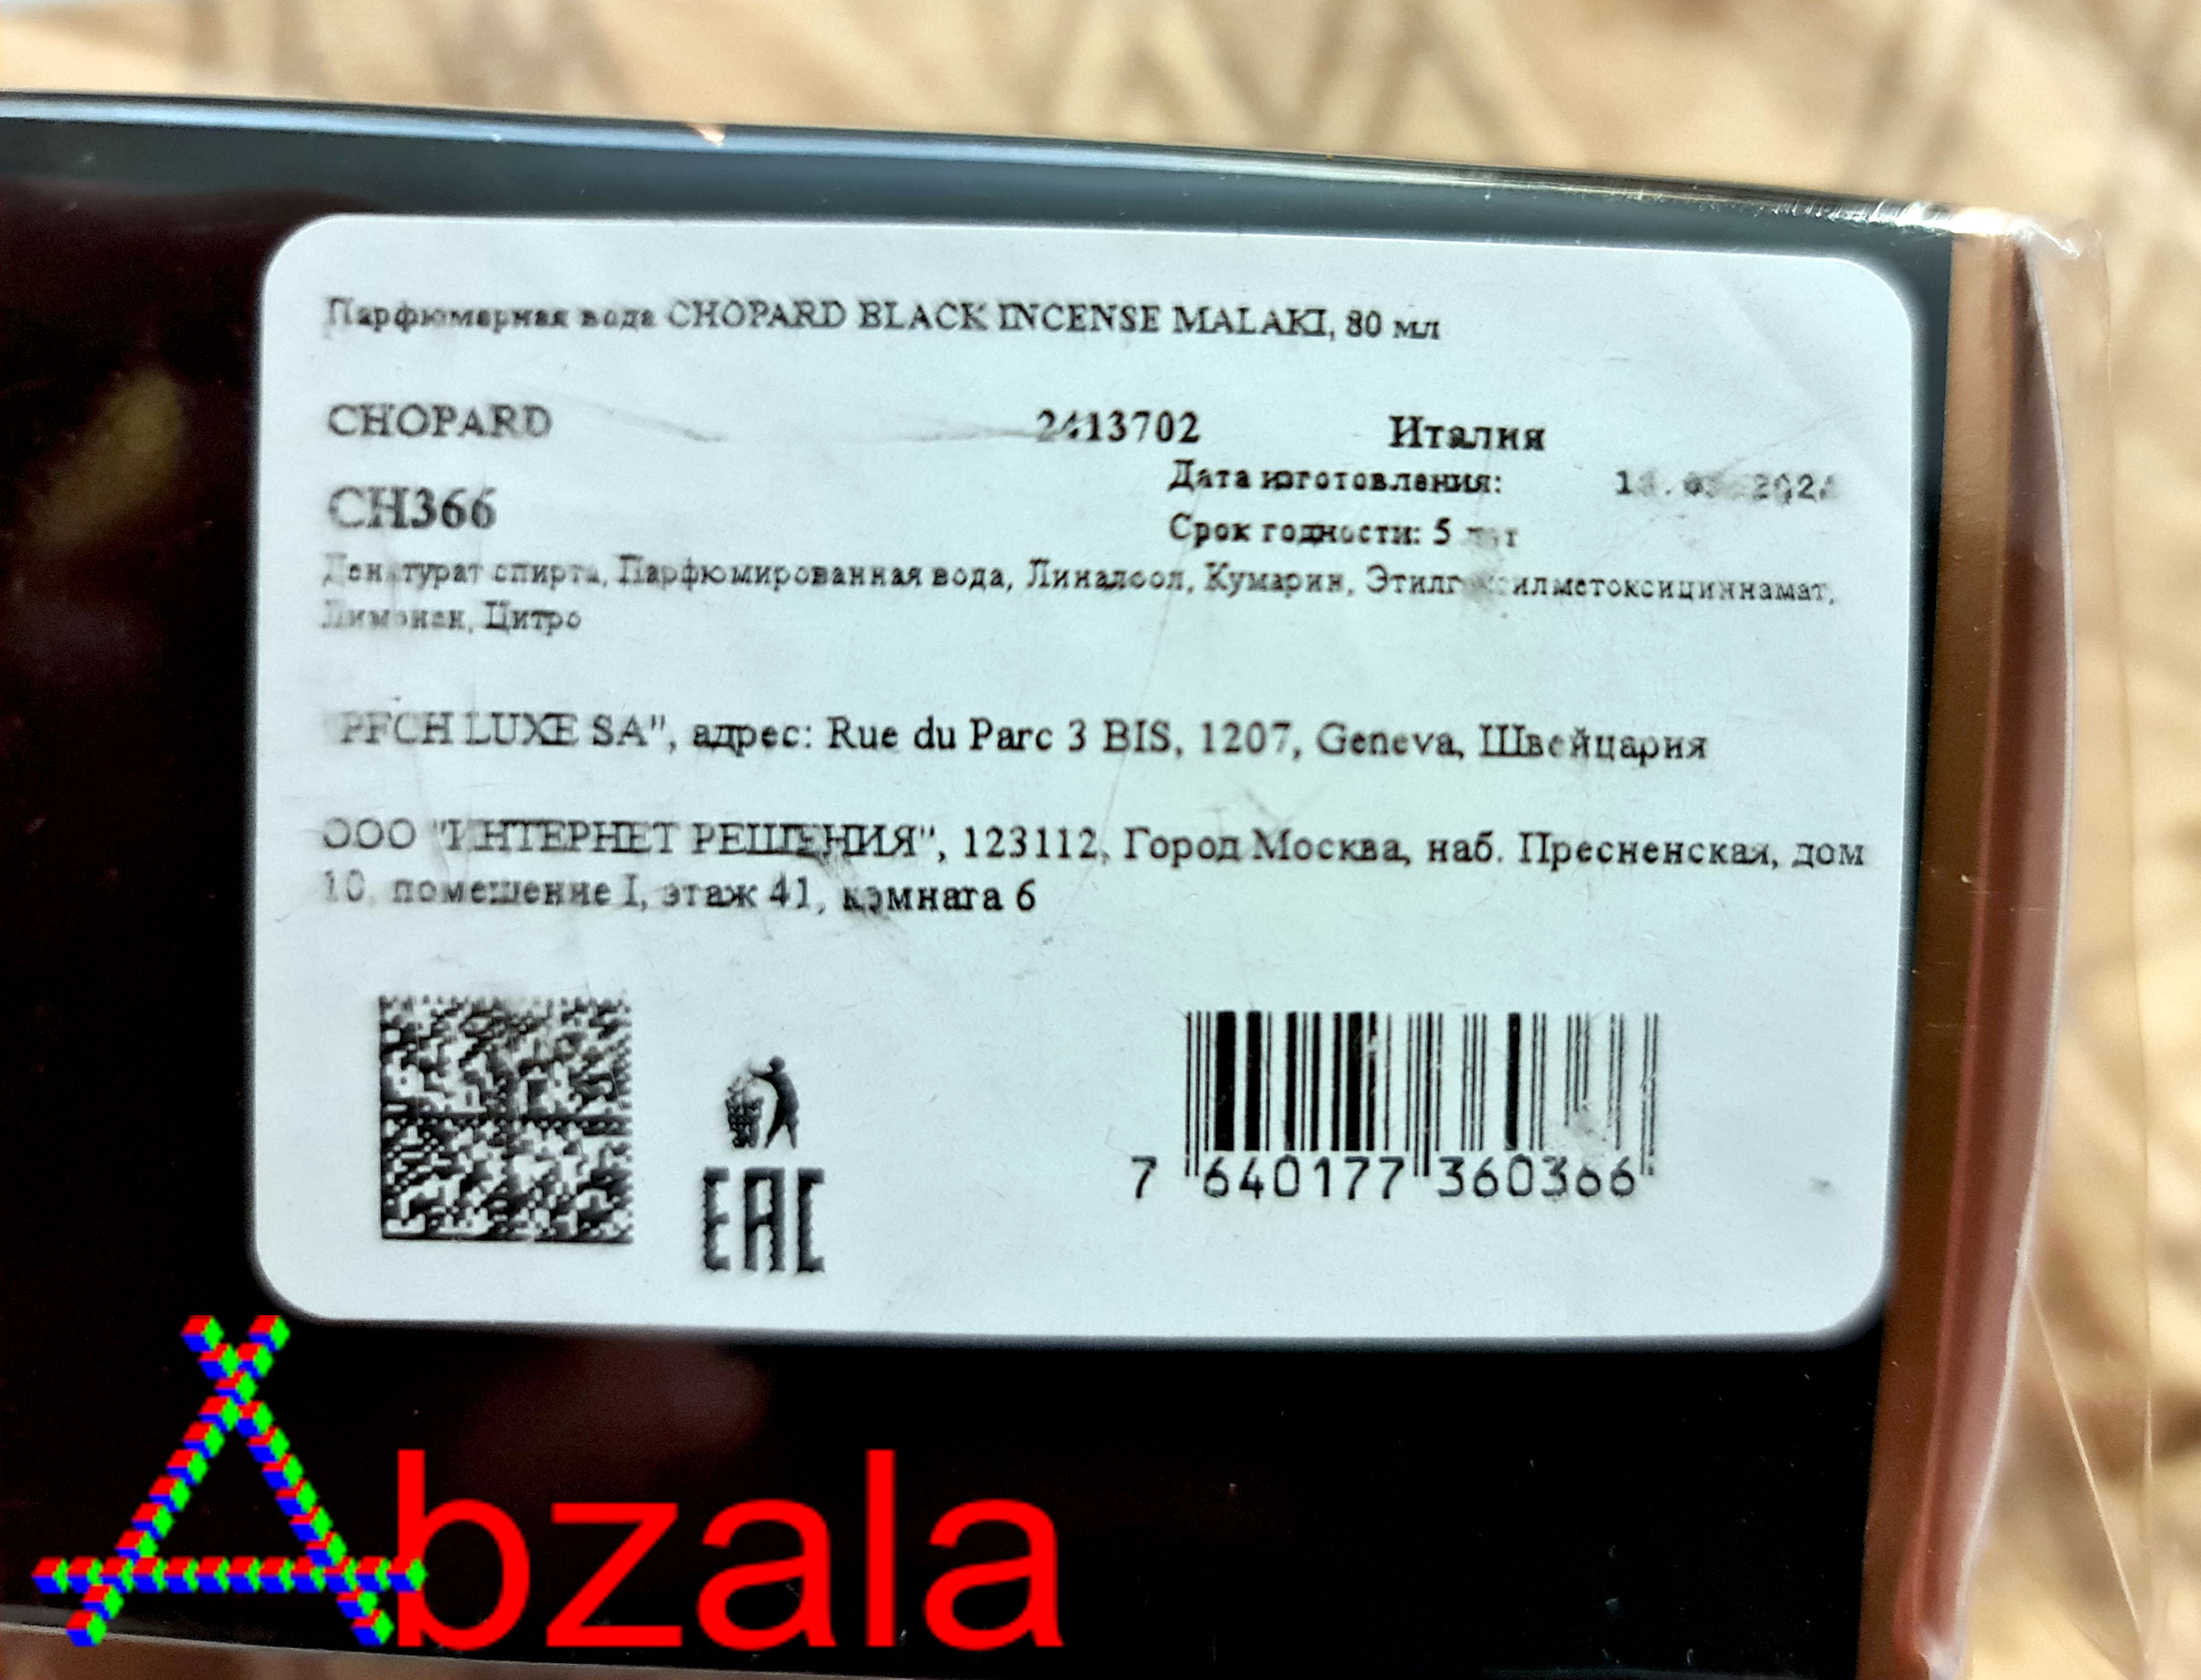 Парфюмерная вода CHOPARD BLACK INCENSE MALAKI, 80 мл
CHOPARD 2413702 Италия
Дата изготовления:
CH366
Срок годности: 5 лет
Денатурат спирта, Парфюмированная вода, Линалоол, Кумарин, Этилгексилметоксициннамат,
Лимонен, Цитро
"PFCH LUXE SA", адрес: Rue du Parc 3 BIS, 1207, Geneva, Швейцария
ООО "ИНТЕРНЕТ РЕШЕНИЯ", 123112, Город Москва, наб. Пресненская, дом
10, помещение I, этаж 41, комната 6
EAC
7 640177 360366
Abzala